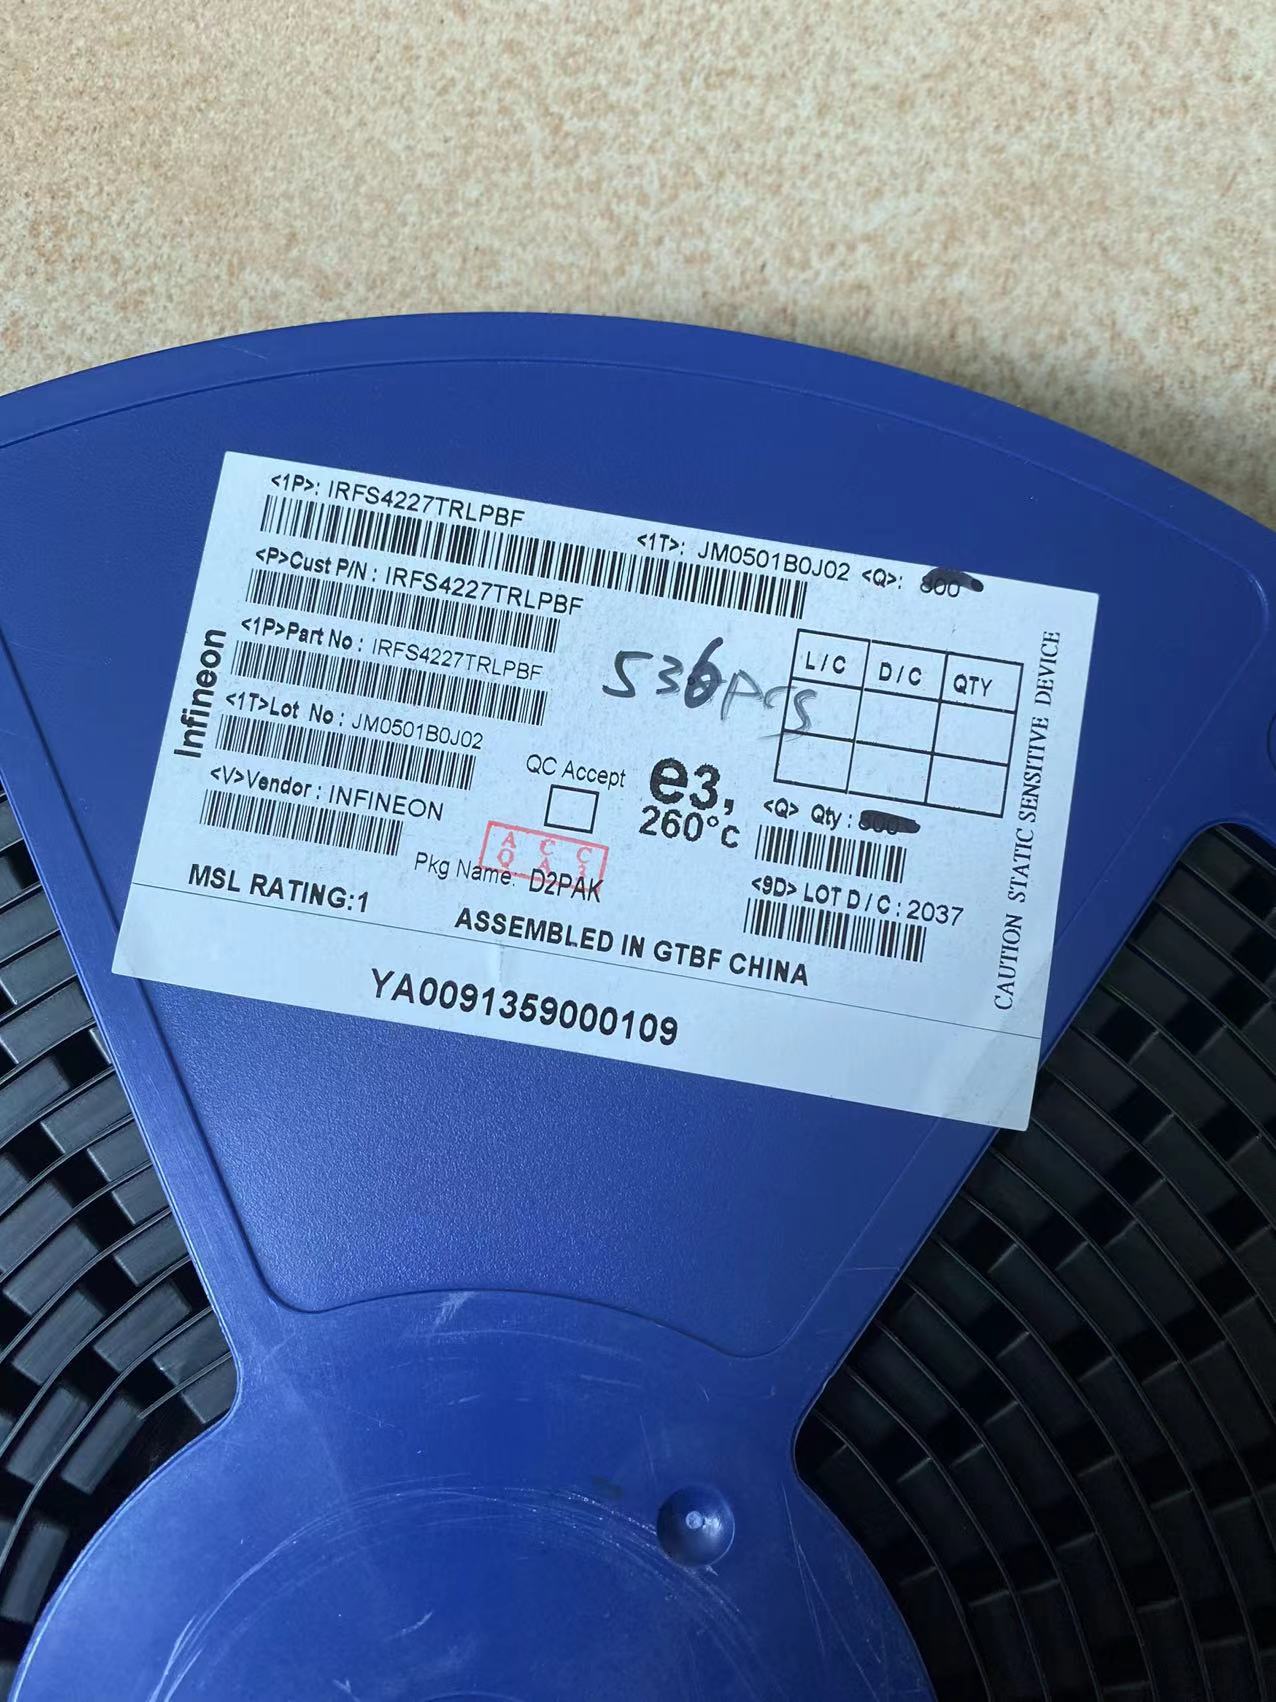 <1P>: IRFS4227TRLPBF
<1T>: JM0501B0J02 <Q>: 800
<P>Cust P/N : IRFS4227TRLPBF
<1P>Part No : IRFS4227TRLPBF
<1T>Lot No : JM0501B0J02
<V>Vendor : INFINEON
Infineon
536pcs
L/C D/C QTY
QC Accept
e3,
260°c
<Q> Qty : 800
<9D> LOT D/C : 2037
A C C
Q A
Pkg Name: D2PAK
MSL RATING:1
ASSEMBLED IN GTBF CHINA
YA0091359000109
CAUTION STATIC SENSITIVE DEVICE